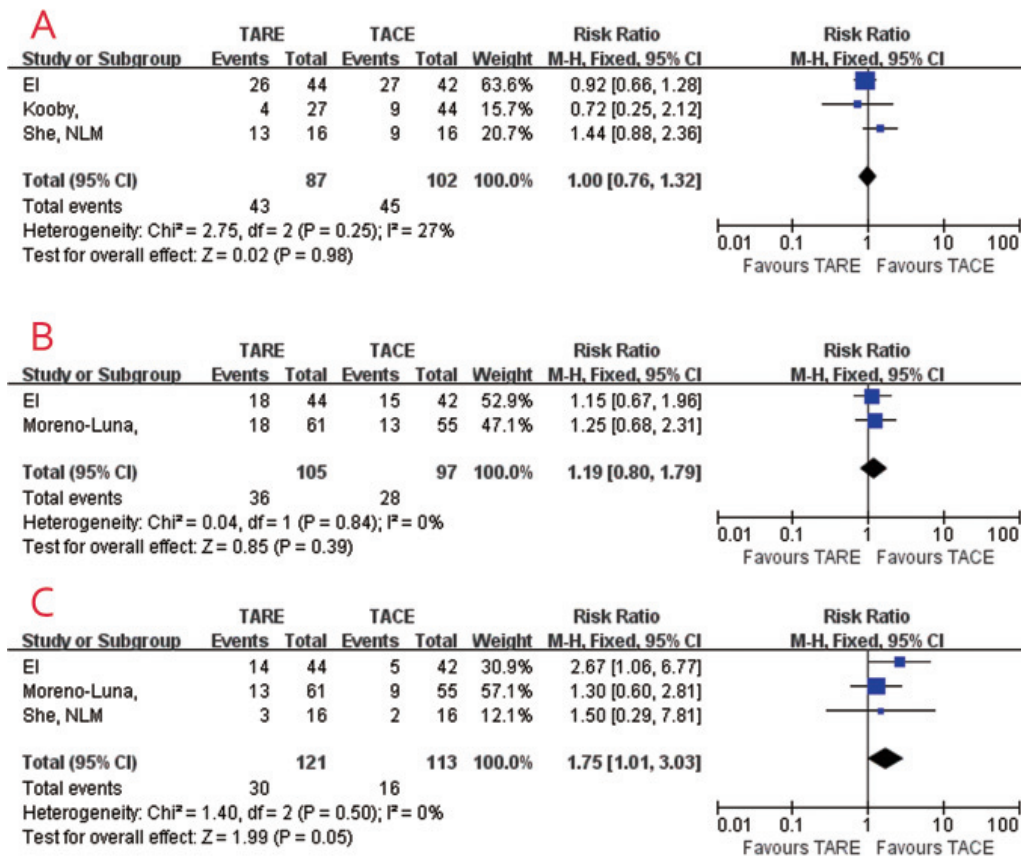 A
TARE TACE Risk Ratio Risk Ratio
Study or Subgroup Events Total Events Total Weight M-H, Fixed, 95% CI M-H, Fixed, 95% CI
El 26 44 27 42 63.6% 0.92 [0.66, 1.28]
Kooby, 4 27 9 44 15.7% 0.72 [0.25, 2.12]
She, NLM 13 16 9 16 20.7% 1.44 [0.88, 2.36]
Total (95% CI) 87 102 100.0% 1.00 [0.76, 1.32]
Total events 43 45
Heterogeneity: Chi² = 2.75, df = 2 (P = 0.25); I² = 27%
Test for overall effect: Z = 0.02 (P = 0.98)
0.01 0.1 1 10 100
Favours TARE Favours TACE
B
TARE TACE Risk Ratio Risk Ratio
Study or Subgroup Events Total Events Total Weight M-H, Fixed, 95% CI M-H, Fixed, 95% CI
El 18 44 15 42 52.9% 1.15 [0.67, 1.96]
Moreno-Luna, 18 61 13 55 47.1% 1.25 [0.68, 2.31]
Total (95% CI) 105 97 100.0% 1.19 [0.80, 1.79]
Total events 36 28
Heterogeneity: Chi² = 0.04, df = 1 (P = 0.84); I² = 0%
Test for overall effect: Z = 0.85 (P = 0.39)
0.01 0.1 1 10 100
Favours TARE Favours TACE
C
TARE TACE Risk Ratio Risk Ratio
Study or Subgroup Events Total Events Total Weight M-H, Fixed, 95% CI M-H, Fixed, 95% CI
El 14 44 5 42 30.9% 2.67 [1.06, 6.77]
Moreno-Luna, 13 61 9 55 57.1% 1.30 [0.60, 2.81]
She, NLM 3 16 2 16 12.1% 1.50 [0.29, 7.81]
Total (95% CI) 121 113 100.0% 1.75 [1.01, 3.03]
Total events 30 16
Heterogeneity: Chi² = 1.40, df = 2 (P = 0.50); I² = 0%
Test for overall effect: Z = 1.99 (P = 0.05)
0.01 0.1 1 10 100
Favours TARE Favours TACE